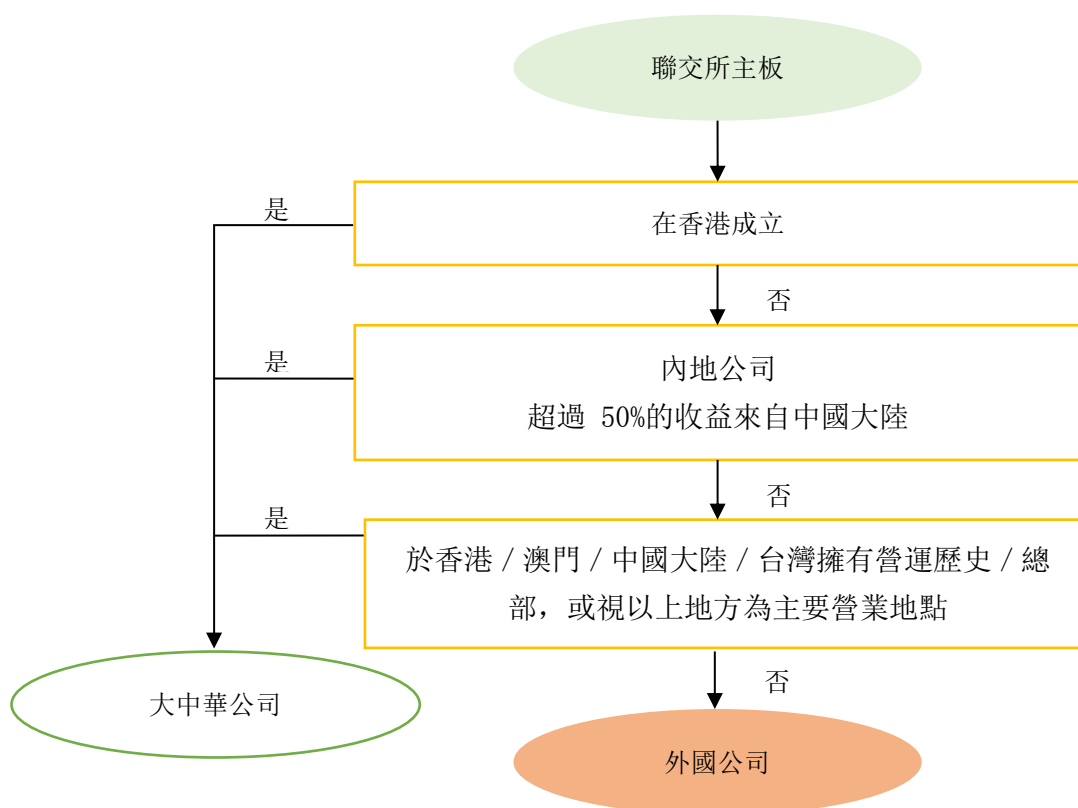 聯交所主板
是
在香港成立
否
是
內地公司
超過 50%的收益來自中國大陸
否
是
於香港／澳門／中國大陸／台灣擁有營運歷史／總
部，或視以上地方為主要營業地點
否
大中華公司
外國公司